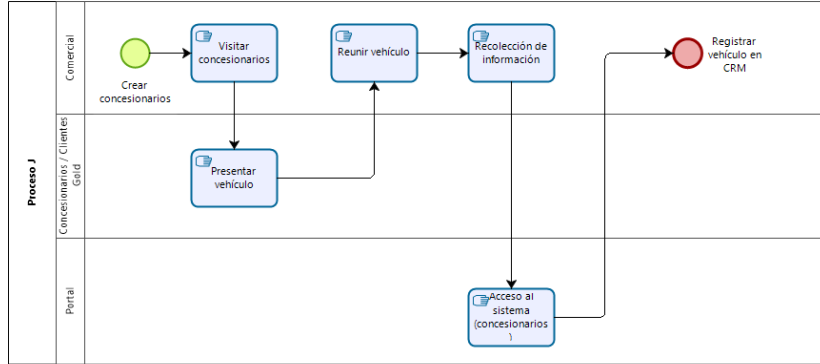 Proceso J
Comercial
Crear
concesionarios
Visitar
concesionarios
Reunir vehículo
Recolección de
información
Registrar
vehículo en
CRM
Concesionarios / Clientes
Gold
Presentar
vehículo
Portal
Acceso al
sistema
(concesionarios
)